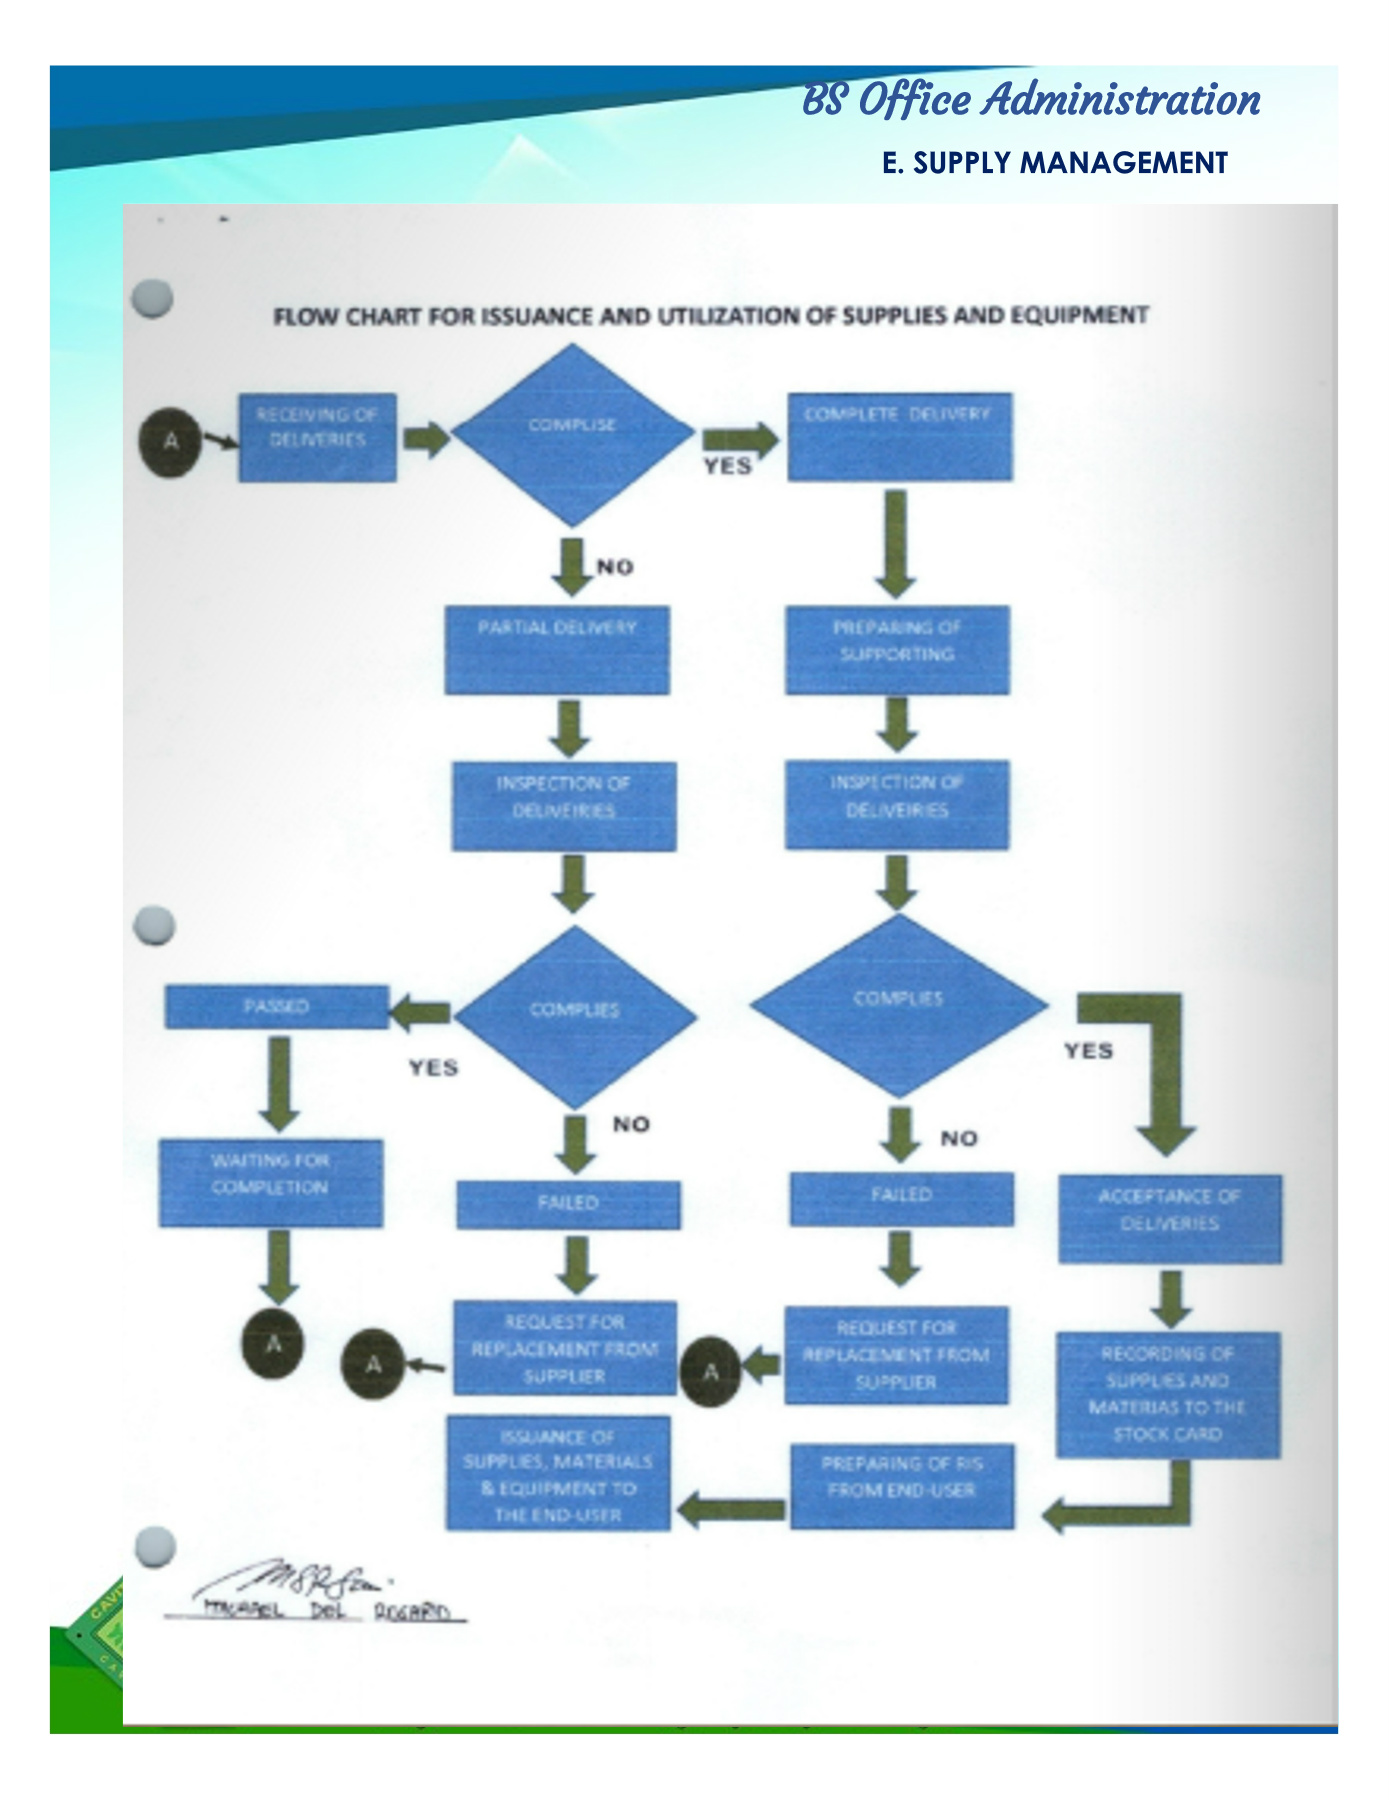 BS Office Administration
E. SUPPLY MANAGEMENT
FLOW CHART FOR ISSUANCE AND UTILIZATION OF SUPPLIES AND EQUIPMENT
A
RECEIVING OF
DELIVERIES
COMPLISE
YES
COMPLETE DELIVERY
NO
PARTIAL DELIVERY
PREPARING OF
SUPPORTING
INSPECTION OF
DELIVEIRIES
INSPECTION OF
DELIVEIRIES
PASSED
YES
COMPLIES
COMPLIES
YES
NO
NO
WAITING FOR
COMPLETION
FAILED
FAILED
ACCEPTANCE OF
DELIVERIES
A
A
REQUEST FOR
REPLACEMENT FROM
SUPPLIER
A
REQUEST FOR
REPLACEMENT FROM
SUPPLIER
RECORDING OF
SUPPLIES AND
MATERIAS TO THE
STOCK CARD
ISSUANCE OF
SUPPLIES, MATERIALS
& EQUIPMENT TO
THE END-USER
PREPARING OF RIS
FROM END-USER
MICHAEL DEL ROSARIO
CAVIT